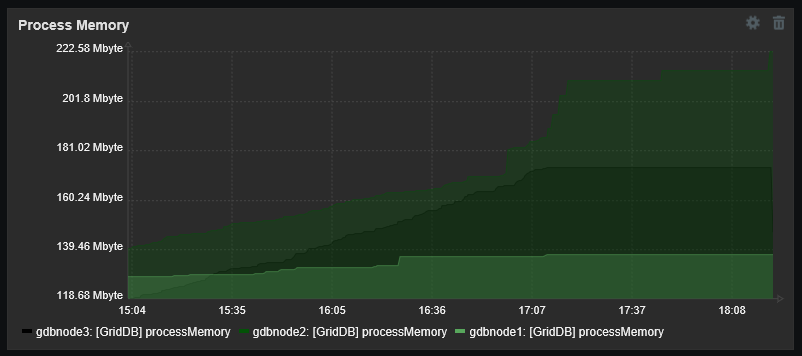 Process Memory
222.58 Mbyte
201.8 Mbyte
181.02 Mbyte
160.24 Mbyte
139.46 Mbyte
118.68 Mbyte
15:04 15:35 16:05 16:36 17:07 17:37 18:08
gdbnode3: [GridDB] processMemory gdbnode2: [GridDB] processMemory gdbnode1: [GridDB] processMemory